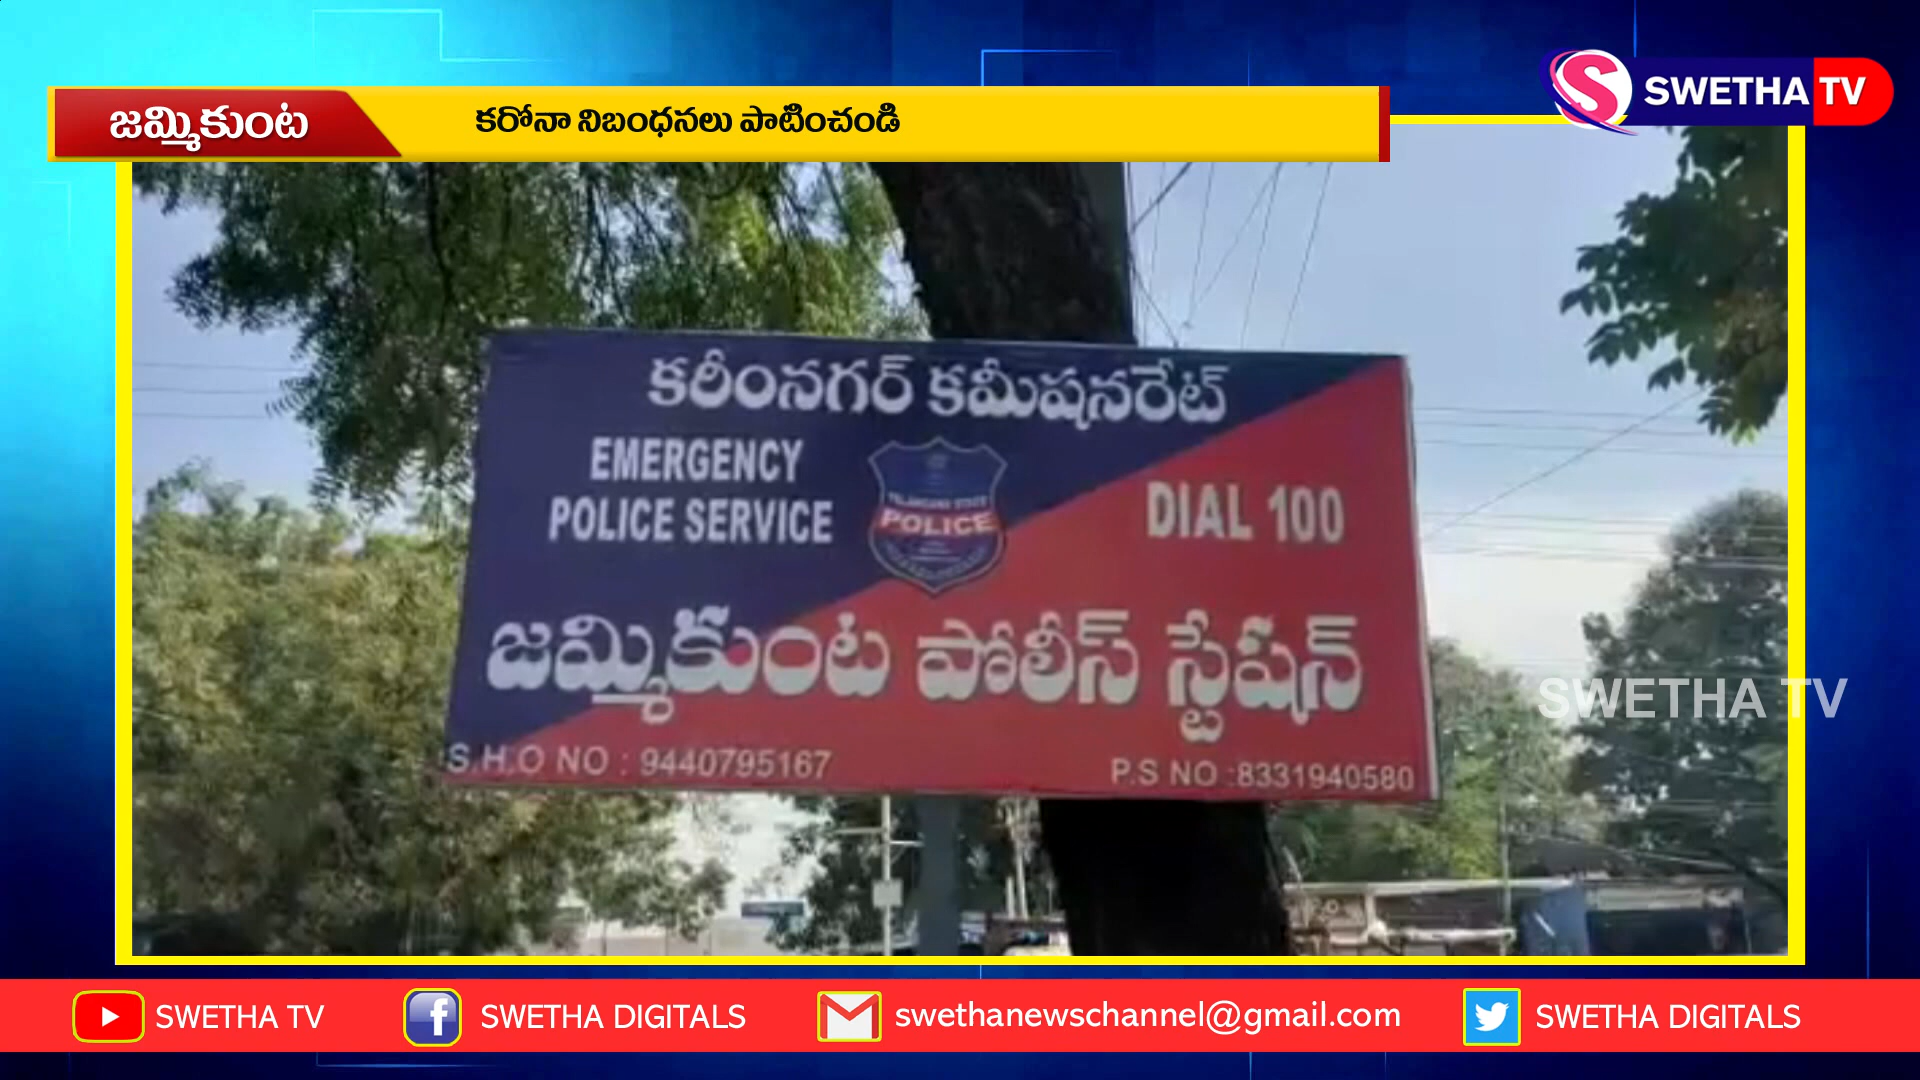 జమ్మికుంట
కరోనా నిబంధనలు పాటించండి
SWETHA TV
కరీంనగర్ కమీషనరేట్
EMERGENCY
POLICE SERVICE
POLICE
DIAL 100
జమ్మికుంట పోలీస్ స్టేషన్
S.H.O NO : 9440795167
P.S NO :8331940580
SWETHA TV
SWETHA TV
SWETHA DIGITALS
swethanewschannel@gmail.com
SWETHA DIGITALS